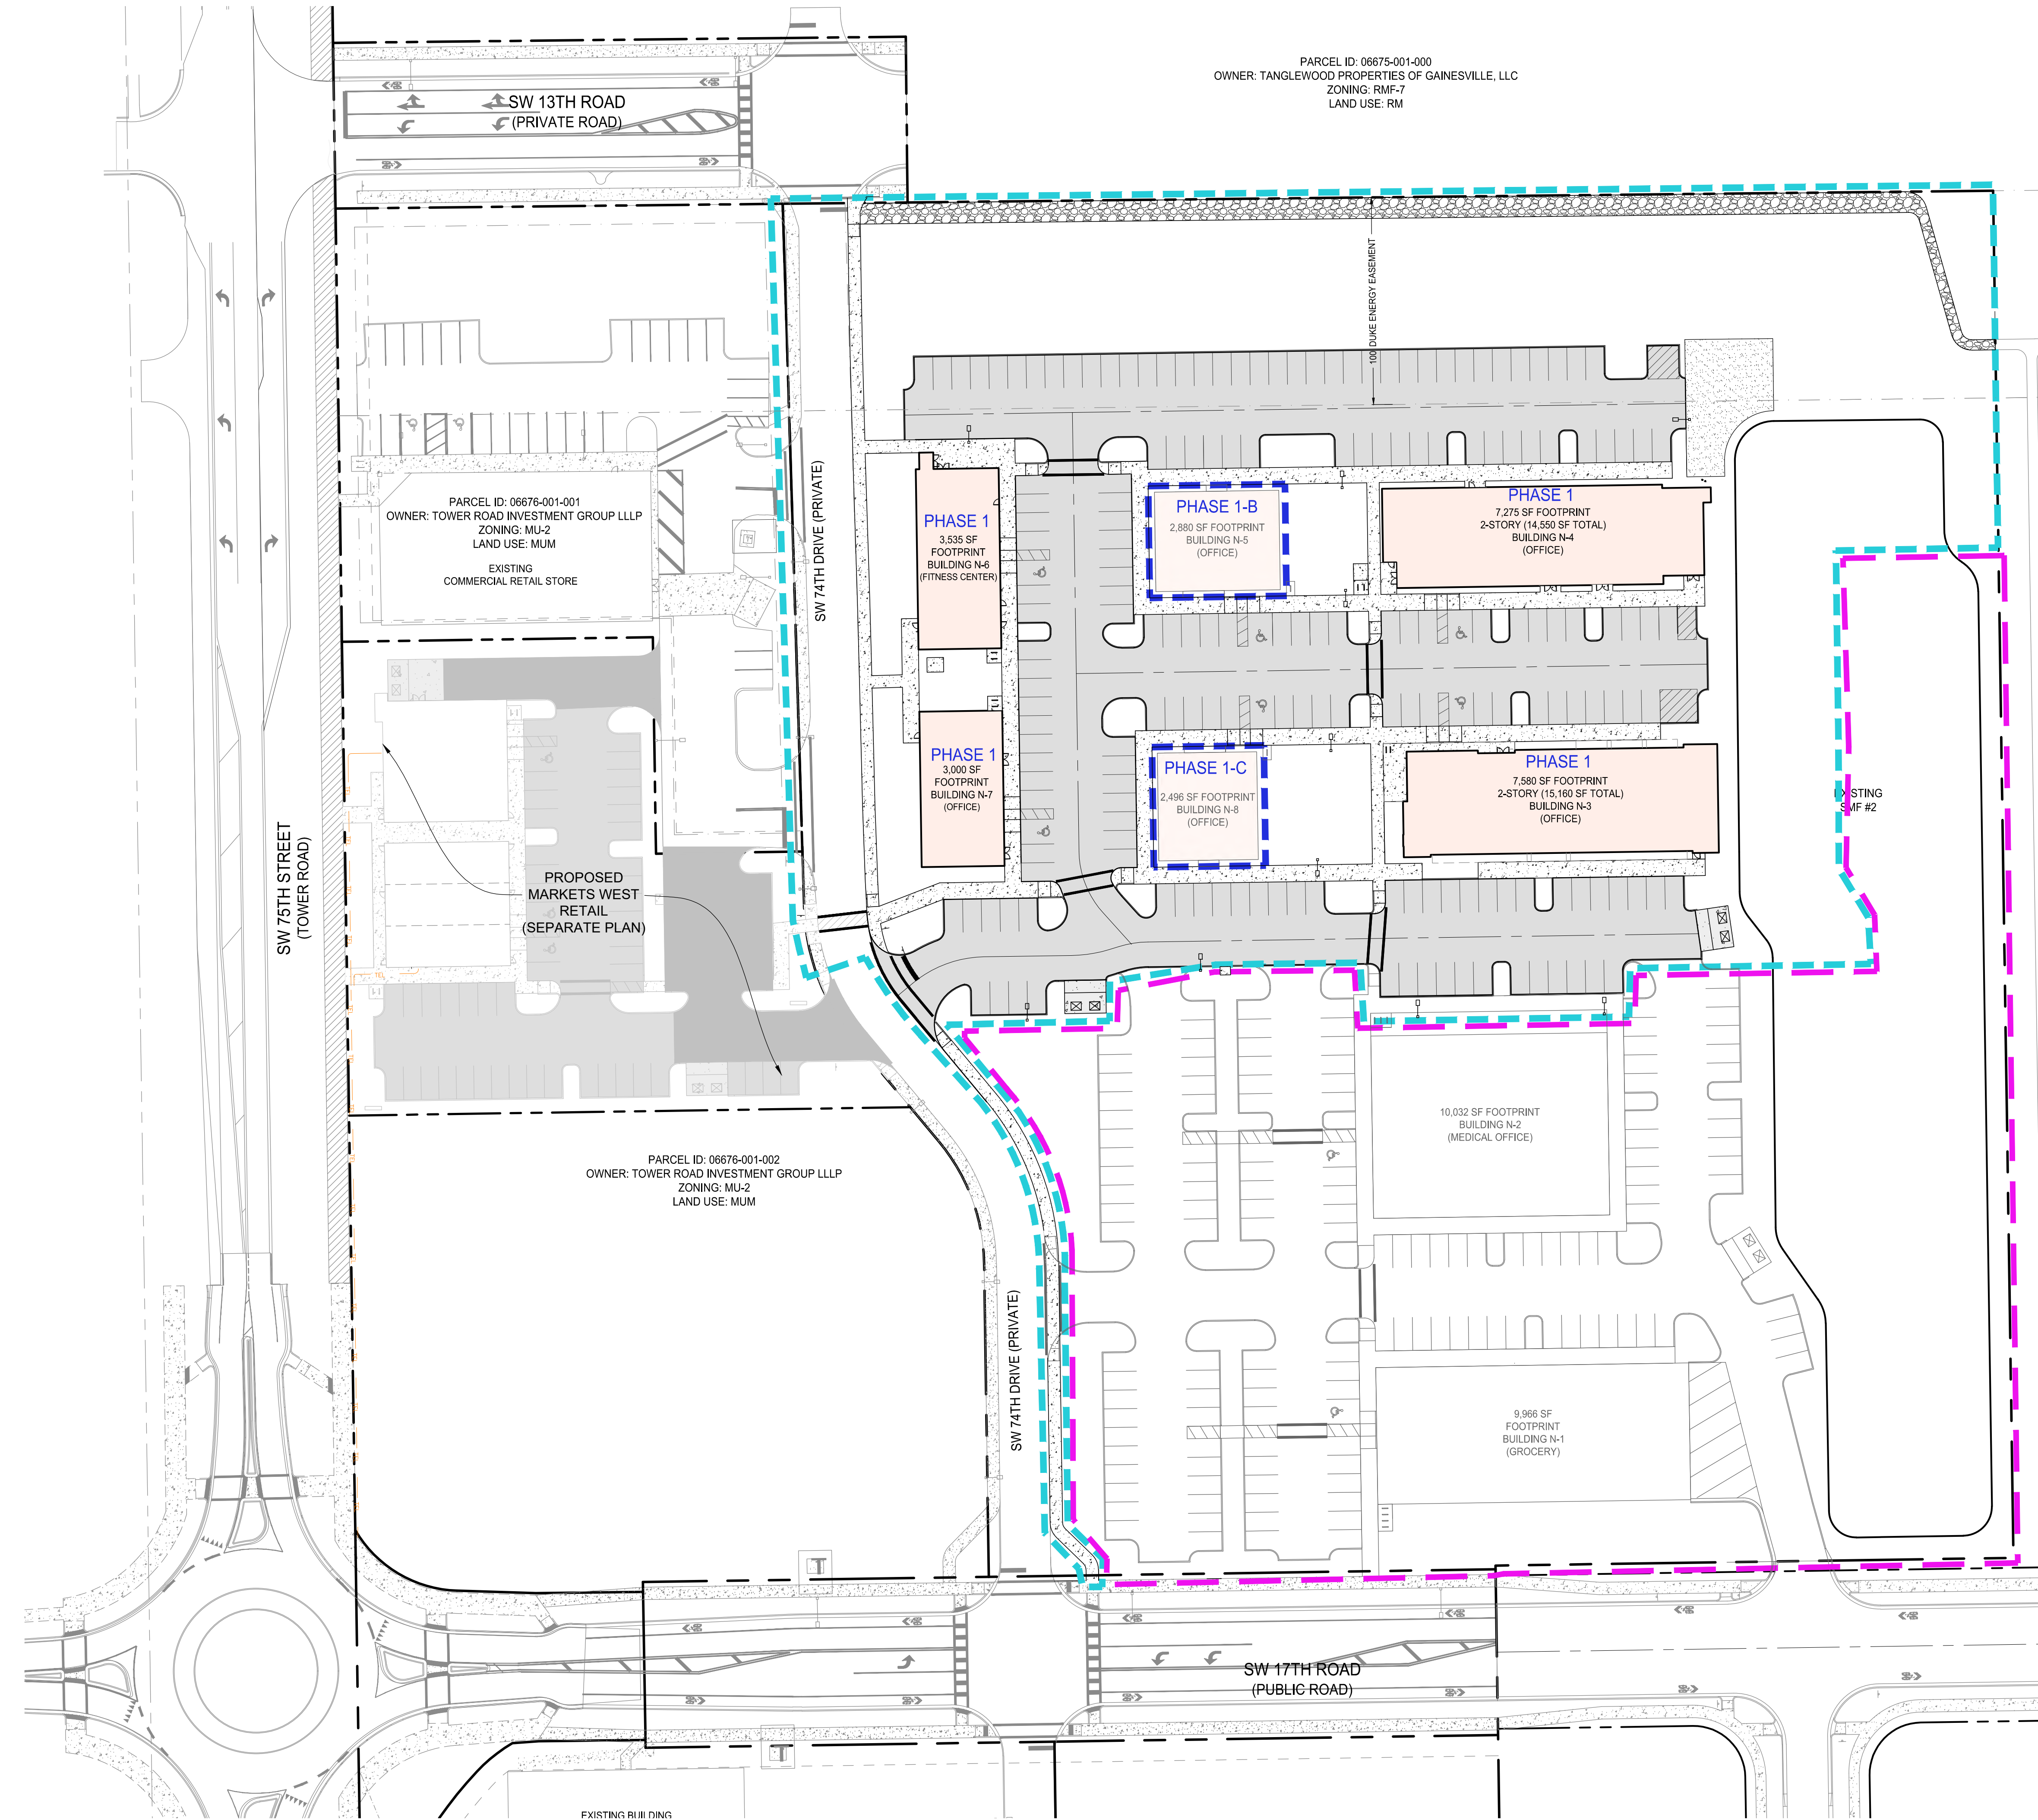 PARCEL ID: 06675-001-000
OWNER: TANGLEWOOD PROPERTIES OF GAINESVILLE, LLC
ZONING: RMF-7
LAND USE: RM
SW 13TH ROAD
(PRIVATE ROAD)
100 DUKE ENERGY EASEMENT
SW 74TH DRIVE (PRIVATE)
PARCEL ID: 06676-001-001
OWNER: TOWER ROAD INVESTMENT GROUP LLLP
ZONING: MU-2
LAND USE: MUM
EXISTING
COMMERCIAL RETAIL STORE
PHASE 1
3,535 SF
FOOTPRINT
BUILDING N-6
(FITNESS CENTER)
PHASE 1-B
2,880 SF FOOTPRINT
BUILDING N-5
(OFFICE)
PHASE 1
7,275 SF FOOTPRINT
2-STORY (14,550 SF TOTAL)
BUILDING N-4
(OFFICE)
PHASE 1
3,000 SF
FOOTPRINT
BUILDING N-7
(OFFICE)
PHASE 1-C
2,496 SF FOOTPRINT
BUILDING N-8
(OFFICE)
PHASE 1
7,580 SF FOOTPRINT
2-STORY (15,160 SF TOTAL)
BUILDING N-3
(OFFICE)
EXISTING
SMF #2
SW 75TH STREET
(TOWER ROAD)
PROPOSED
MARKETS WEST
RETAIL
(SEPARATE PLAN)
10,032 SF FOOTPRINT
BUILDING N-2
(MEDICAL OFFICE)
PARCEL ID: 06676-001-002
OWNER: TOWER ROAD INVESTMENT GROUP LLLP
ZONING: MU-2
LAND USE: MUM
SW 74TH DRIVE (PRIVATE)
9,966 SF
FOOTPRINT
BUILDING N-1
(GROCERY)
SW 17TH ROAD
(PUBLIC ROAD)
EXISTING BUILDING